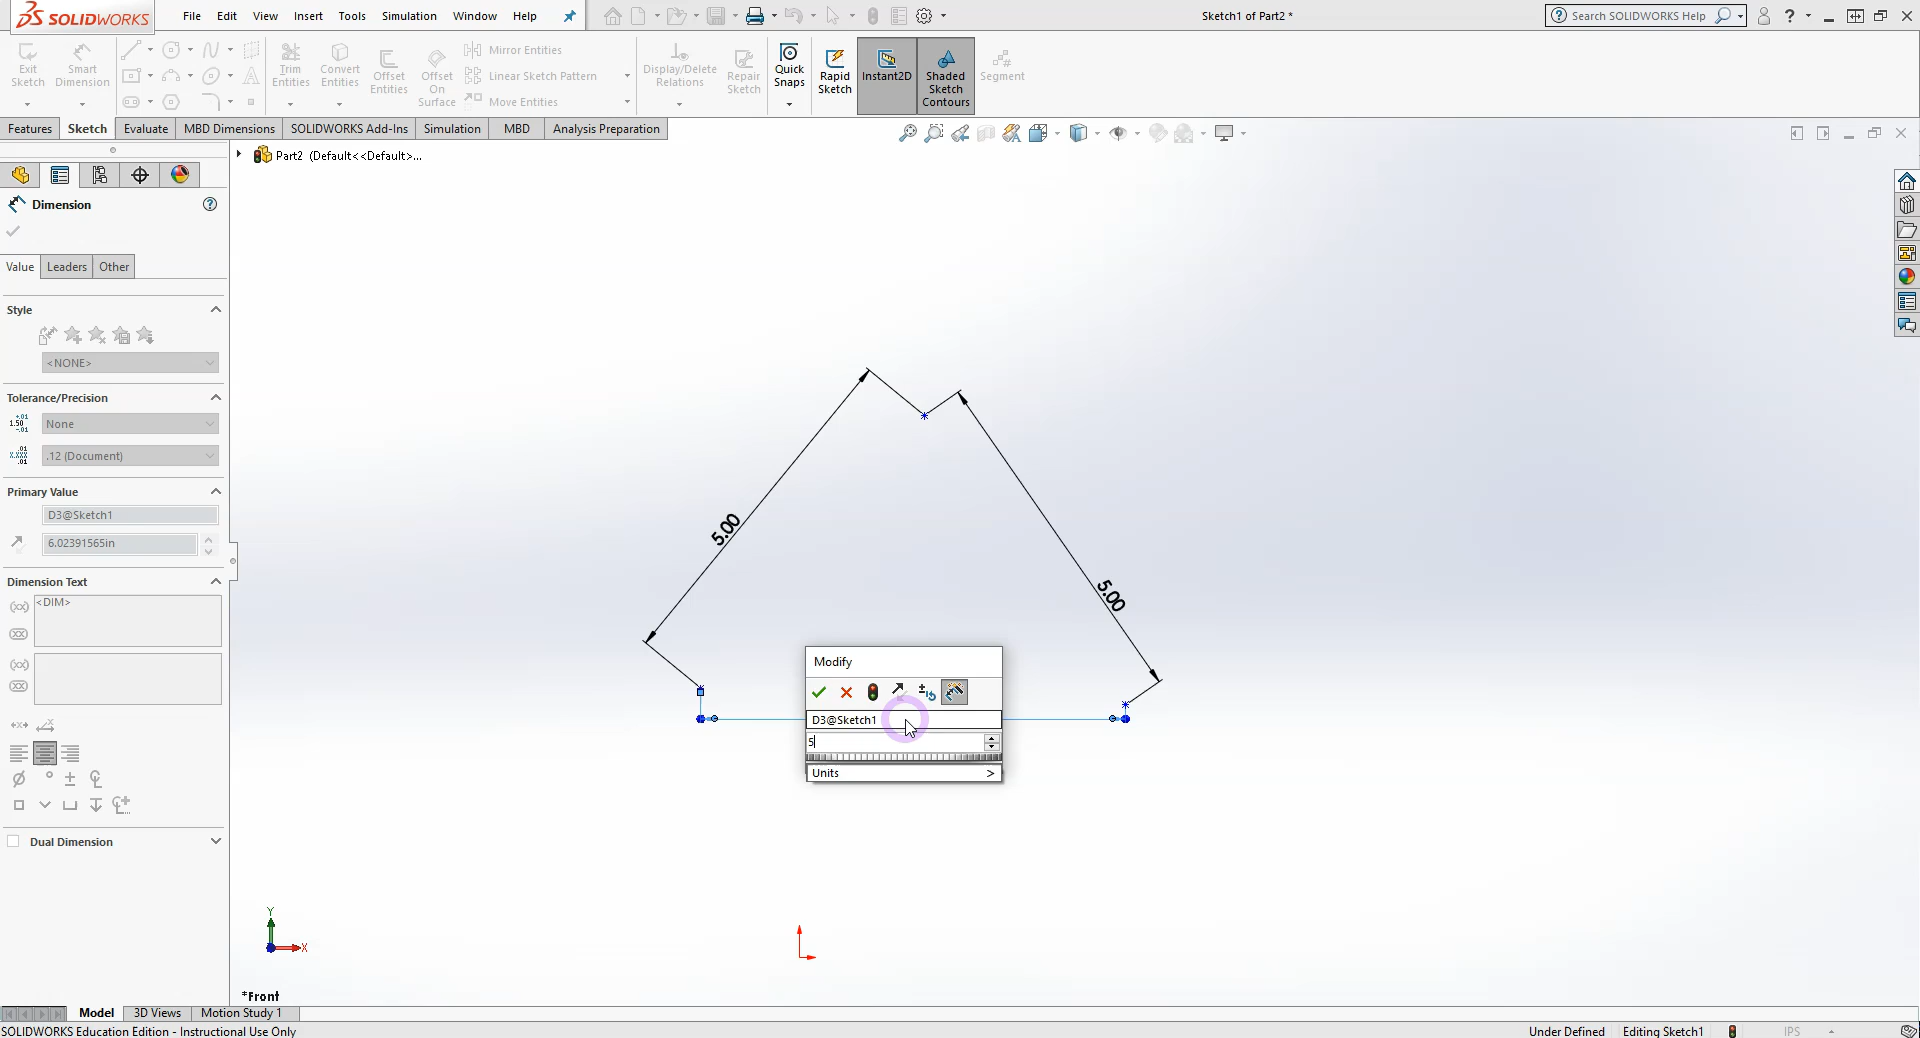 SOLIDWORKS File Edit View Insert Tools Simulation Window Help Sketch1 of Part2 * Search SOLIDWORKS Help ?
Exit Sketch
Smart Dimension
Trim Entities
Convert Entities
Offset Entities
Offset On Surface
Mirror Entities
Linear Sketch Pattern
Move Entities
Display/Delete Relations
Repair Sketch
Quick Snaps
Rapid Sketch
Instant2D
Shaded Sketch Contours
Segment
Features Sketch Evaluate MBD Dimensions SOLIDWORKS Add-Ins Simulation MBD Analysis Preparation
Part2 (Default<<Default>...
Dimension ?
Value Leaders Other
Style
<NONE>
Tolerance/Precision
None
.12 (Document)
Primary Value
D3@Sketch1
6.02391565in
Dimension Text
<DIM>
(xx)
xx
(xx)
xx
Dual Dimension
5.00
5.00
Modify
D3@Sketch1
5
Units >
Y
X
*Front
Model 3D Views Motion Study 1
SOLIDWORKS Education Edition - Instructional Use Only Under Defined Editing Sketch1 IPS